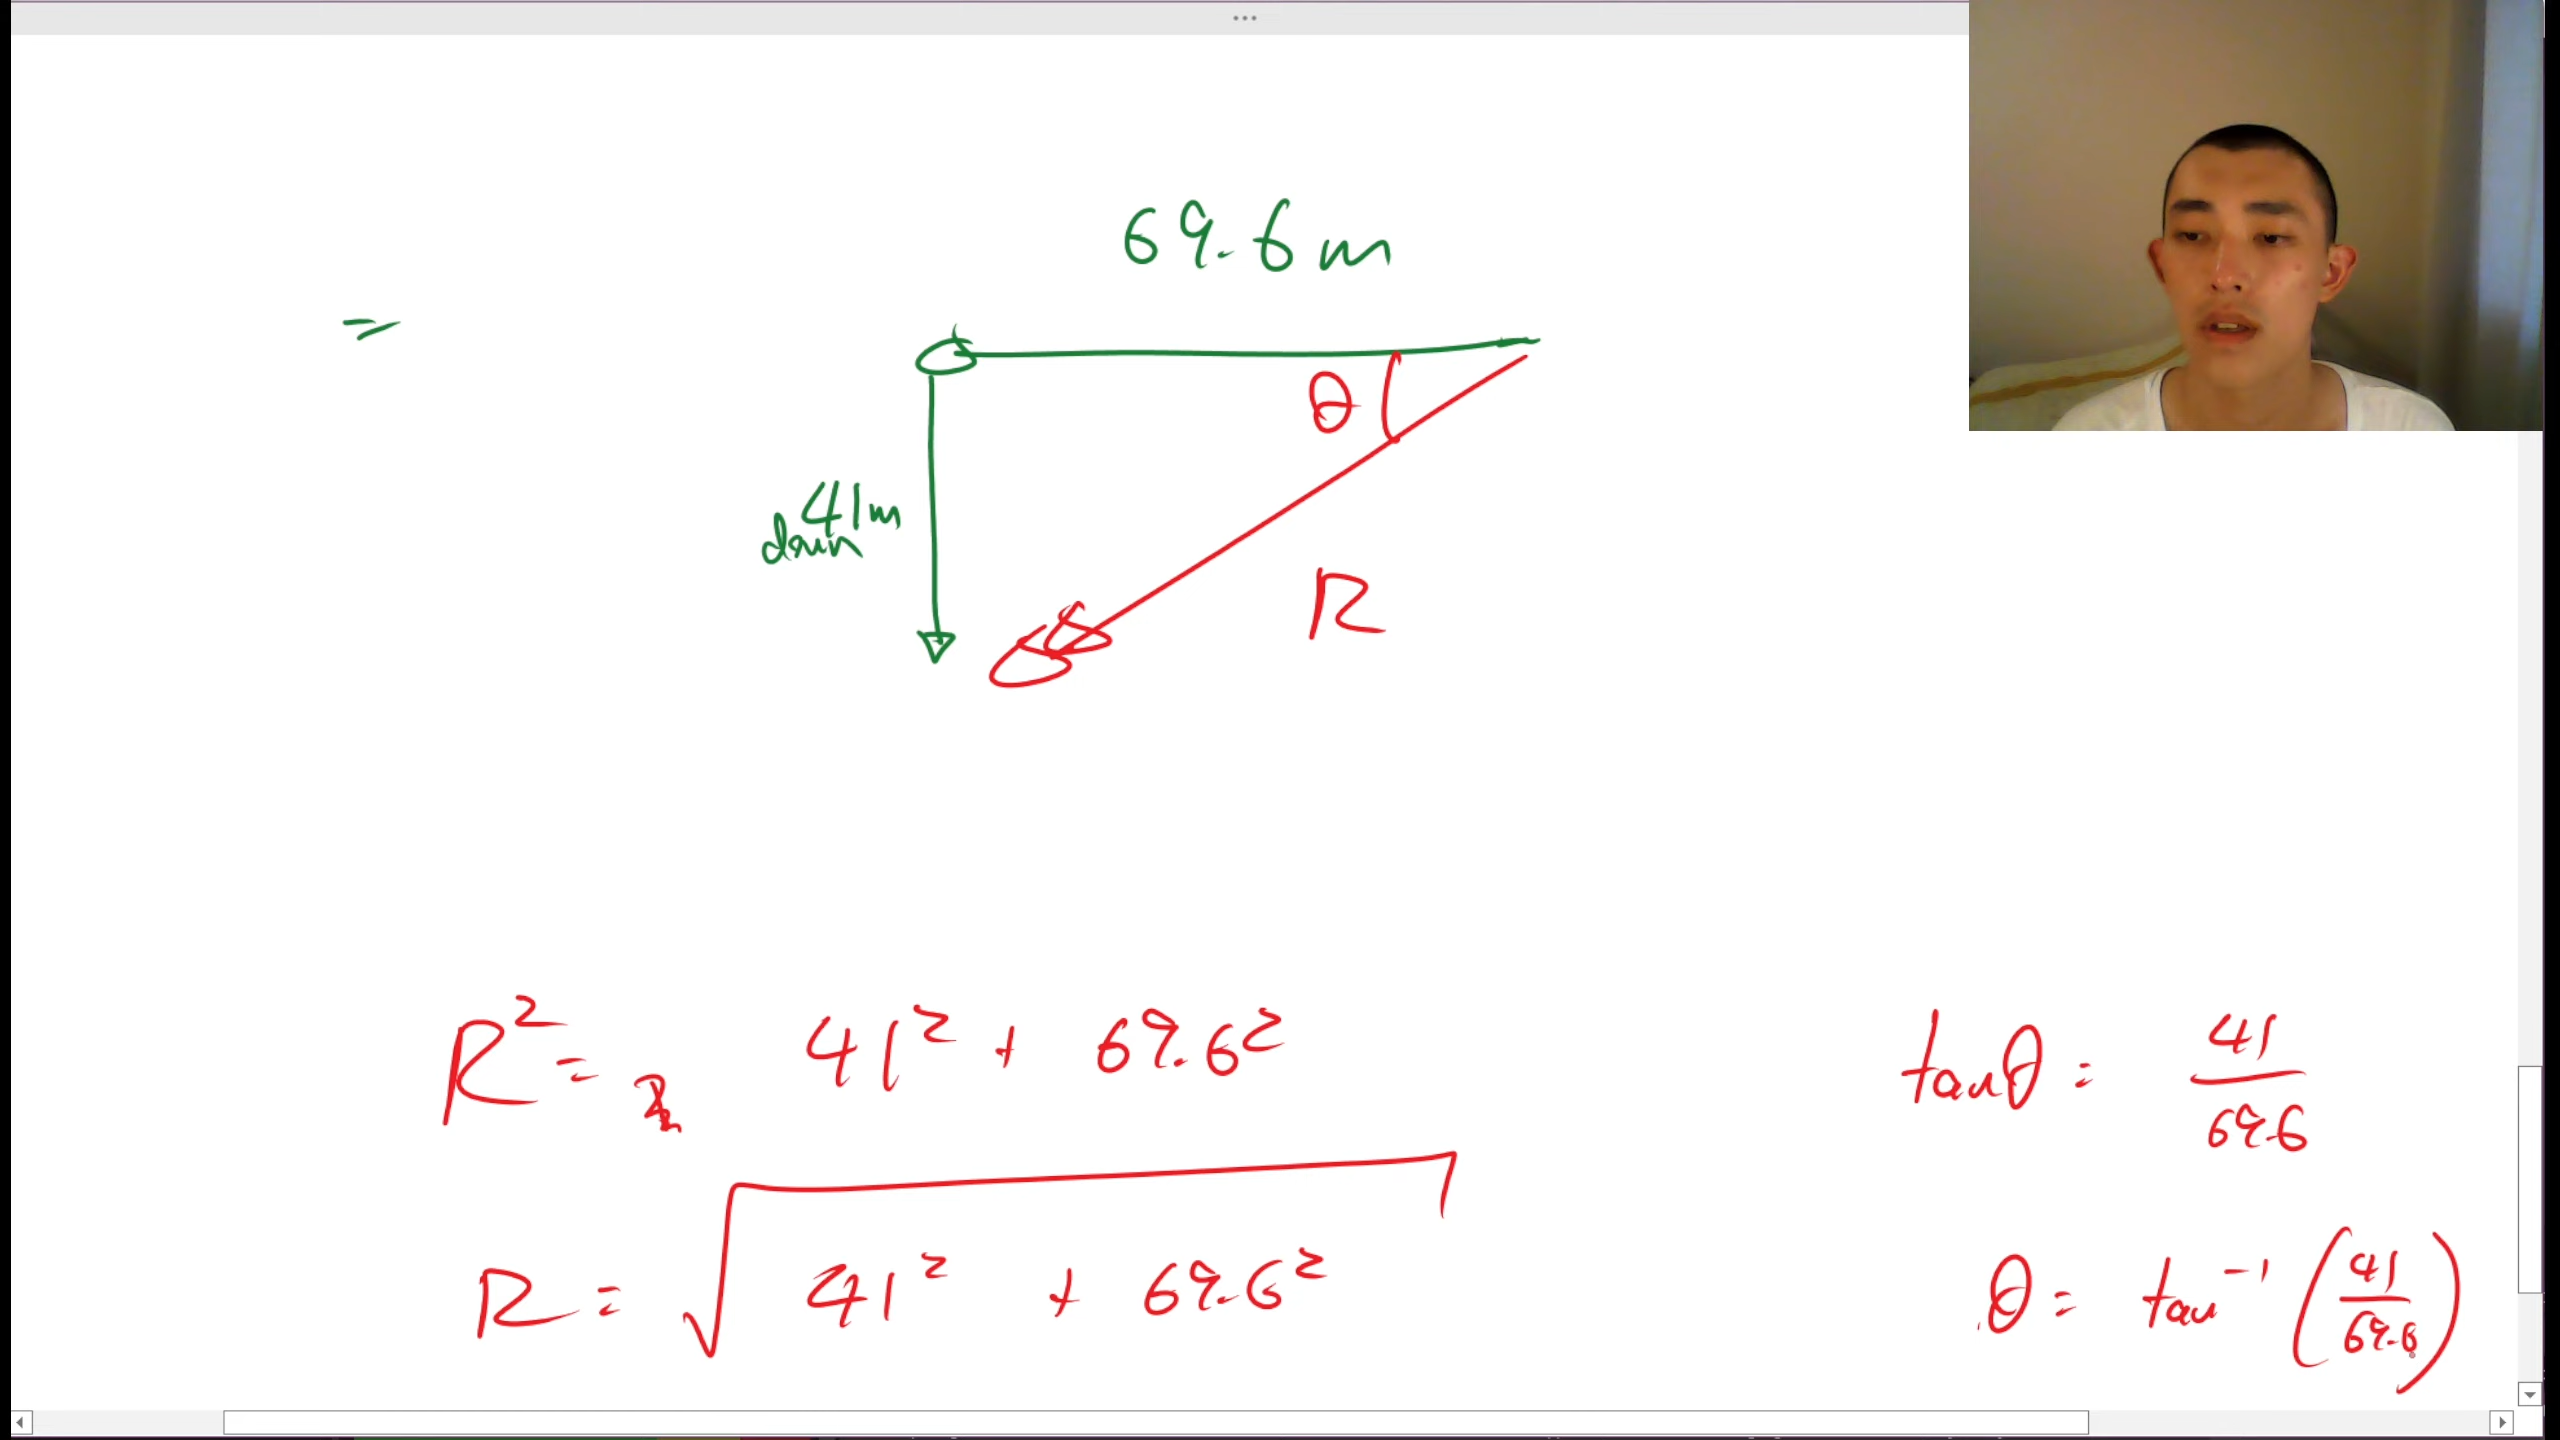 69.6m
=
θ
41m
down
R
R² = 41² + 69.6²
tanθ = 41/69.6
R = √41² + 69.6²
θ = tan⁻¹(41/69.6)